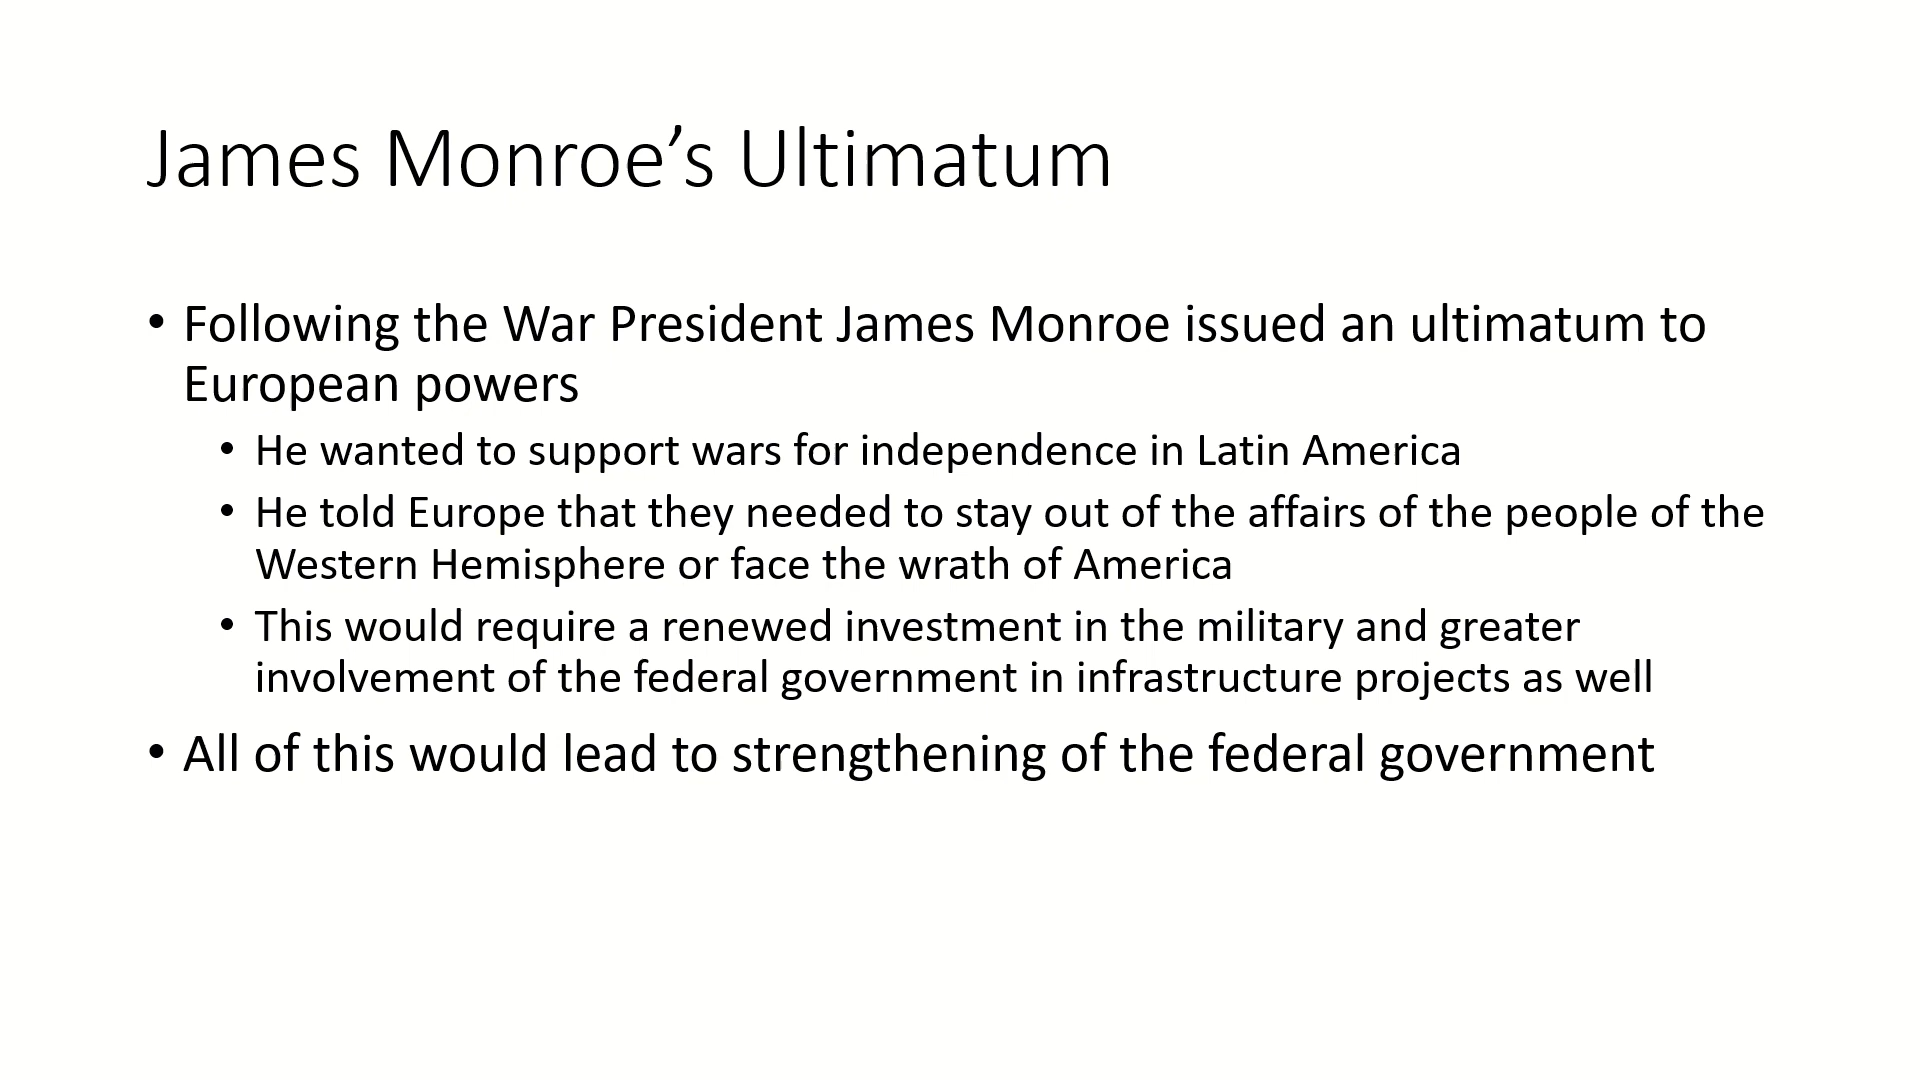 James Monroe’s Ultimatum
• Following the War President James Monroe issued an ultimatum to
European powers
• He wanted to support wars for independence in Latin America
• He told Europe that they needed to stay out of the affairs of the people of the
Western Hemisphere or face the wrath of America
• This would require a renewed investment in the military and greater
involvement of the federal government in infrastructure projects as well
• All of this would lead to strengthening of the federal government